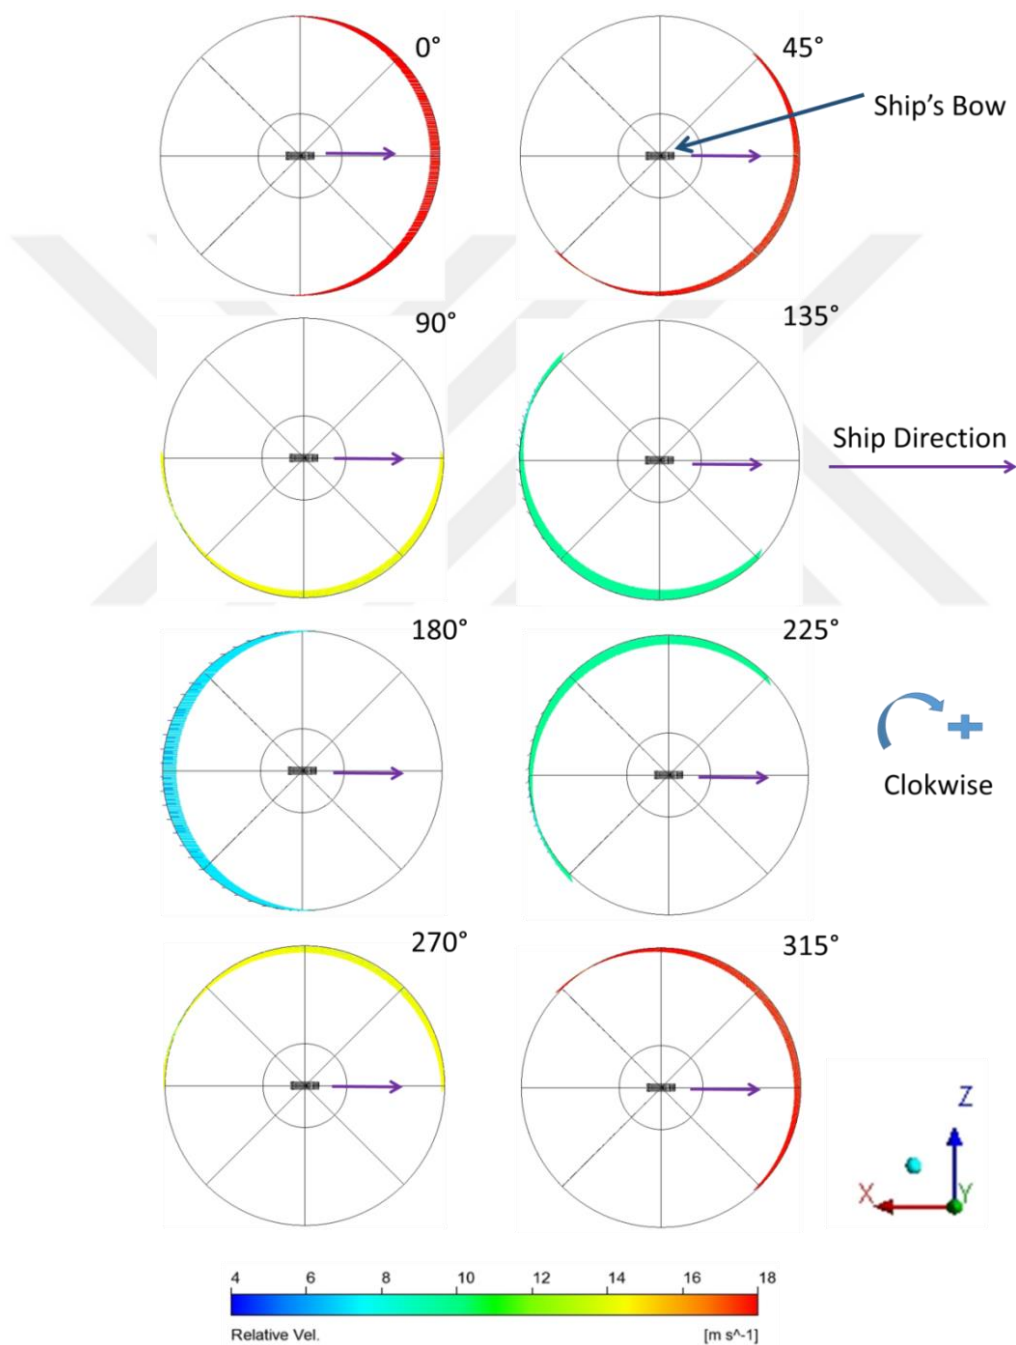 0°
45°
Ship's Bow
90°
135°
Ship Direction
180°
225°
Clokwise
270°
315°
Z
X
Y
4 6 8 10 12 14 16 18
Relative Vel. [m s^-1]